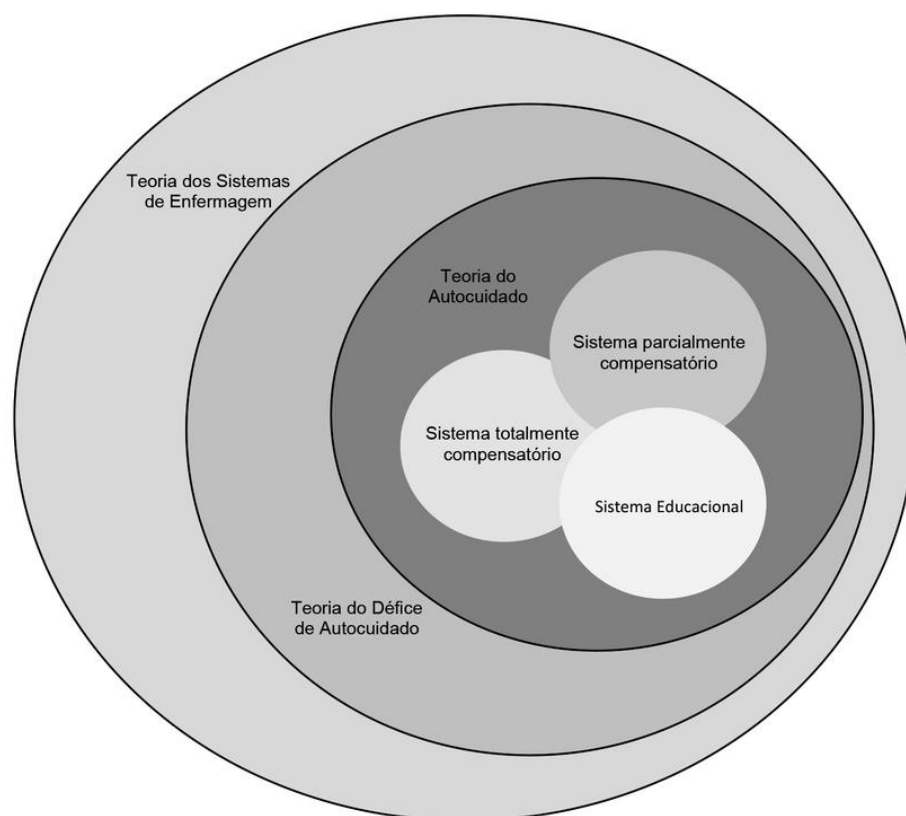 Teoria dos Sistemas
de Enfermagem
Teoria do
Autocuidado
Sistema parcialmente
compensatório
Sistema totalmente
compensatório
Sistema Educacional
Teoria do Défice
de Autocuidado